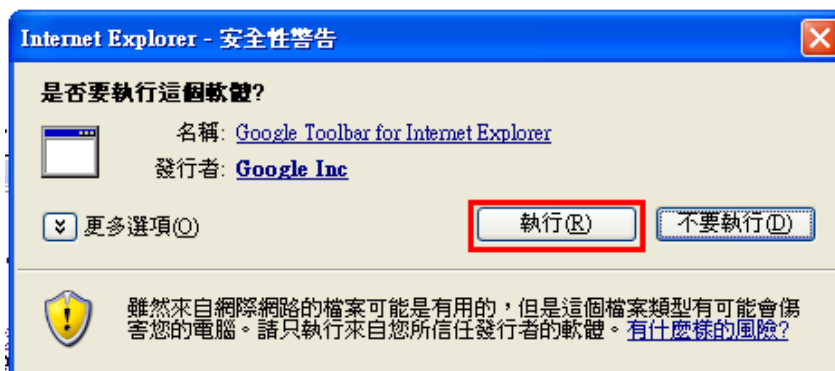 Internet Explorer - 安全性警告
是否要執行這個軟體?
名稱: Google Toolbar for Internet Explorer
發行者: Google Inc
更多選項(O) 執行(R) 不要執行(D)
雖然來自網際網路的檔案可能是有用的，但是這個檔案類型有可能會傷
害您的電腦。請只執行來自您所信任發行者的軟體。有什麼樣的風險?